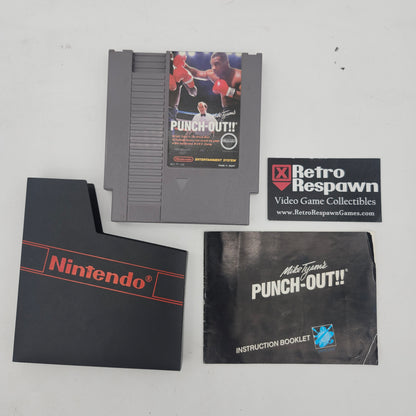 Mike Tyson's
PUNCH-OUT!!
Nintendo
ENTERTAINMENT SYSTEM
Retro
Respawn
Video Game Collectibles
www.RetroRespawnGames.com
Nintendo®
Mike Tyson's
PUNCH-OUT!!
INSTRUCTION BOOKLET